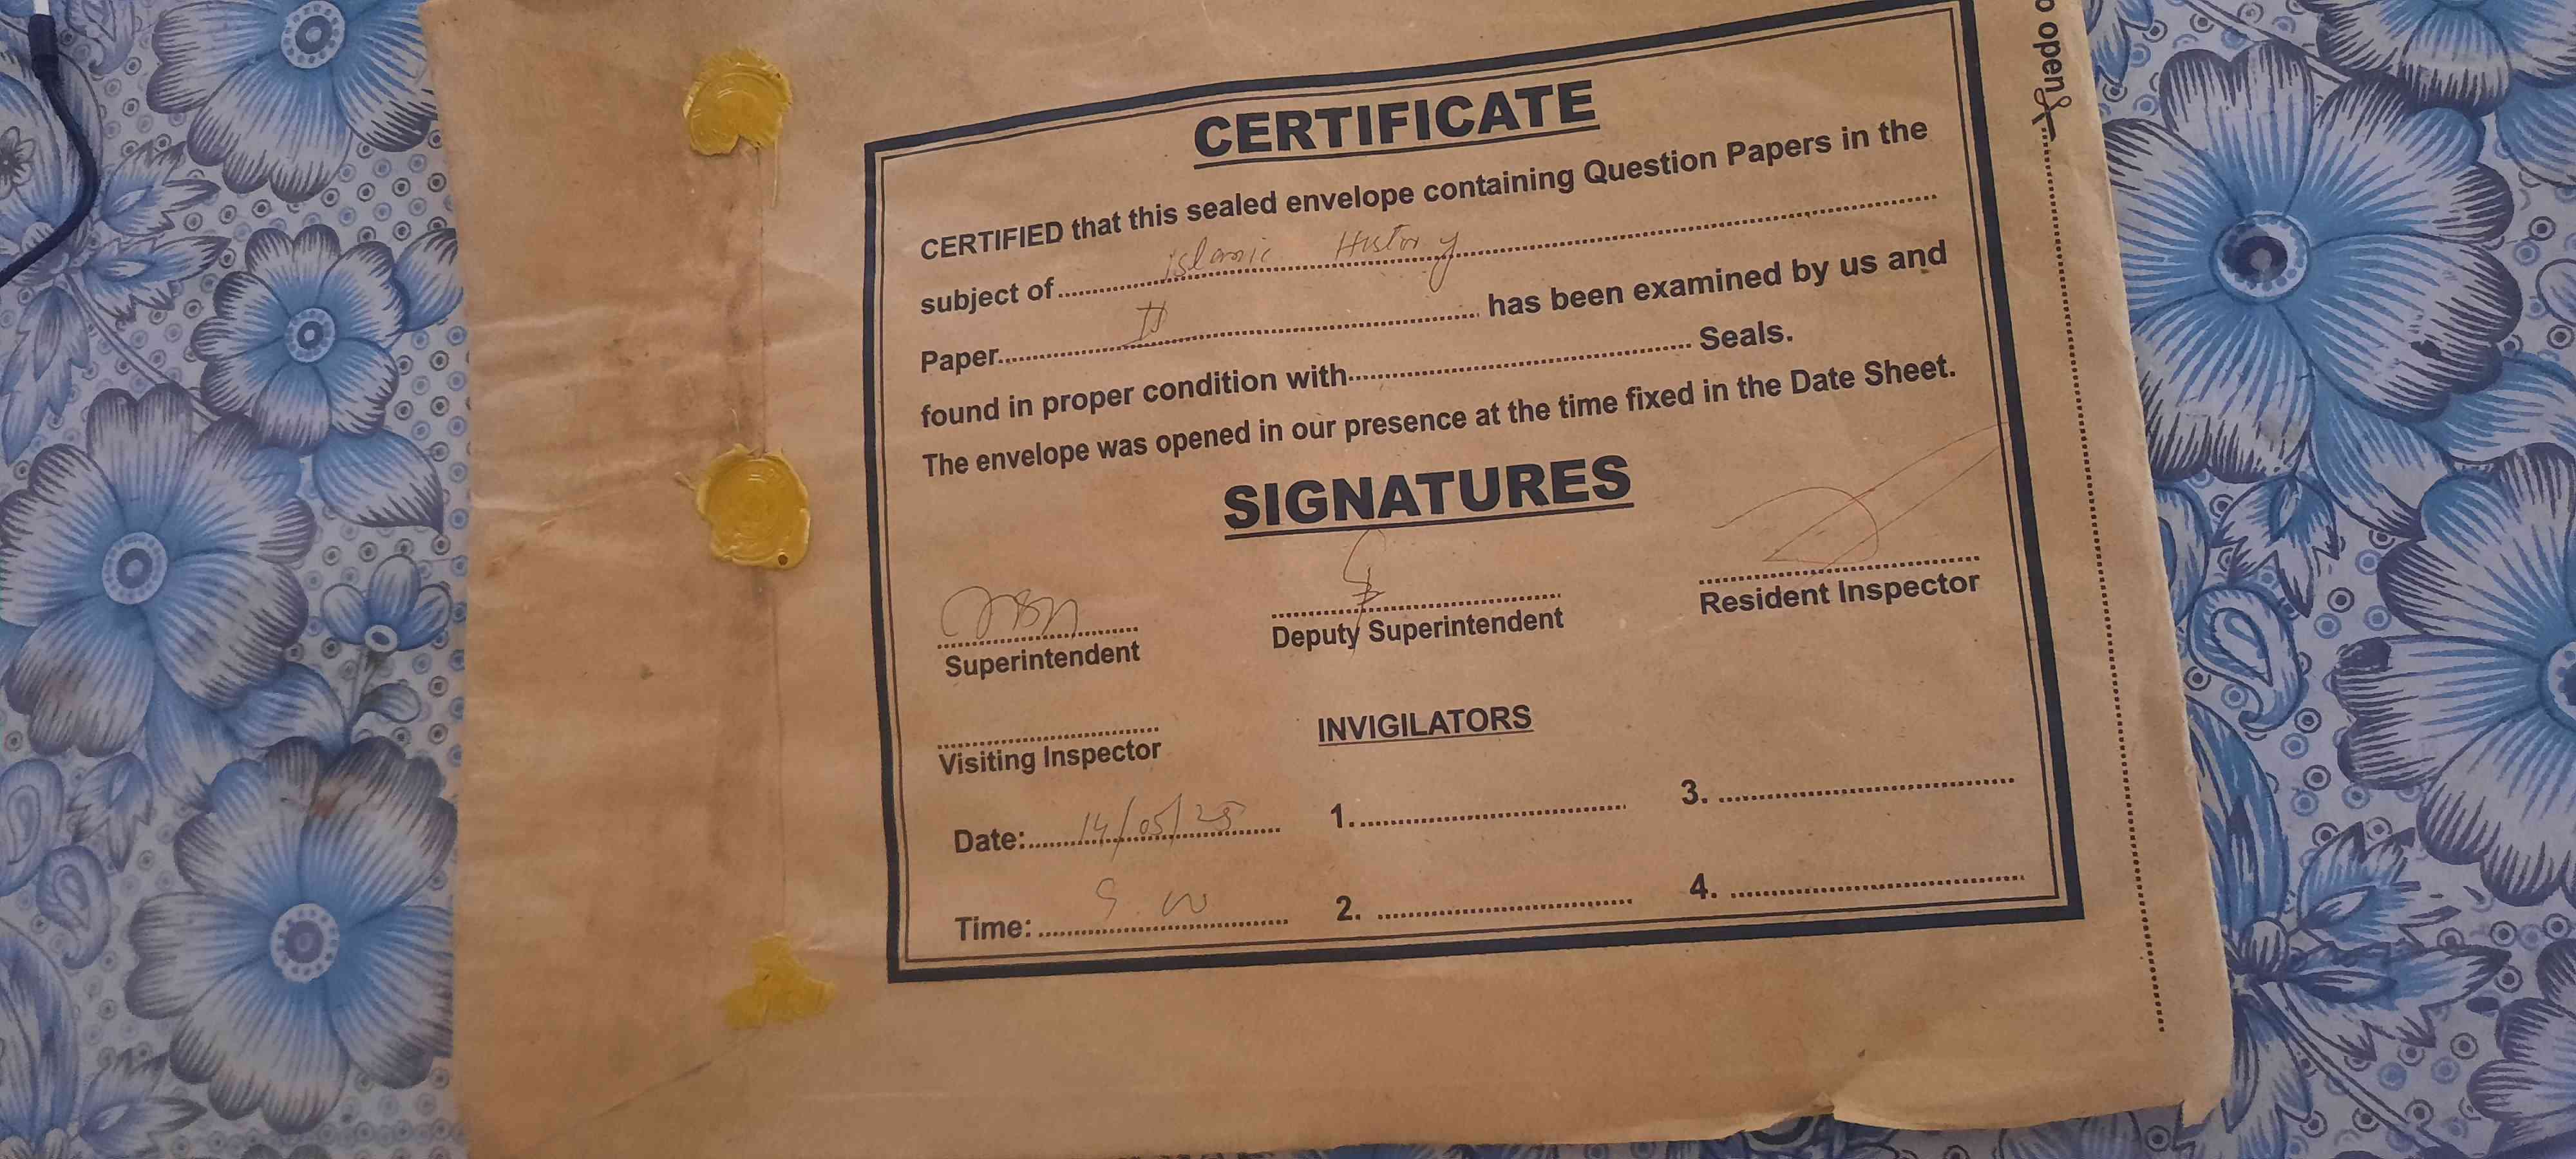 o open
CERTIFICATE
CERTIFIED that this sealed envelope containing Question Papers in the
subject of Islamic History
Paper II has been examined by us and
found in proper condition with Seals.
The envelope was opened in our presence at the time fixed in the Date Sheet.
SIGNATURES
Superintendent Deputy Superintendent Resident Inspector
Visiting Inspector INVIGILATORS
Date: 14/05/25 1. 3.
Time: 9.00 2. 4.